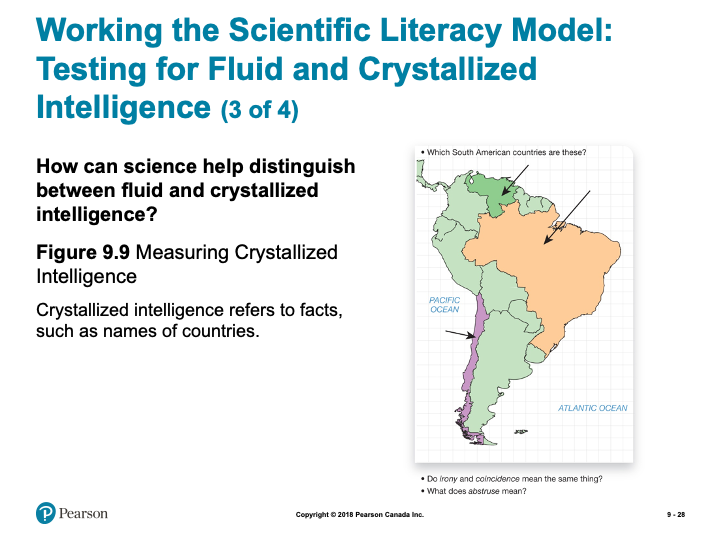 Working the Scientific Literacy Model:
Testing for Fluid and Crystallized
Intelligence (3 of 4)
How can science help distinguish
between fluid and crystallized
intelligence?
Figure 9.9 Measuring Crystallized
Intelligence
Crystallized intelligence refers to facts,
such as names of countries.
• Which South American countries are these?
PACIFIC
OCEAN
ATLANTIC OCEAN
• Do irony and coincidence mean the same thing?
• What does abstruse mean?
P Pearson
Copyright © 2018 Pearson Canada Inc.
9 - 28